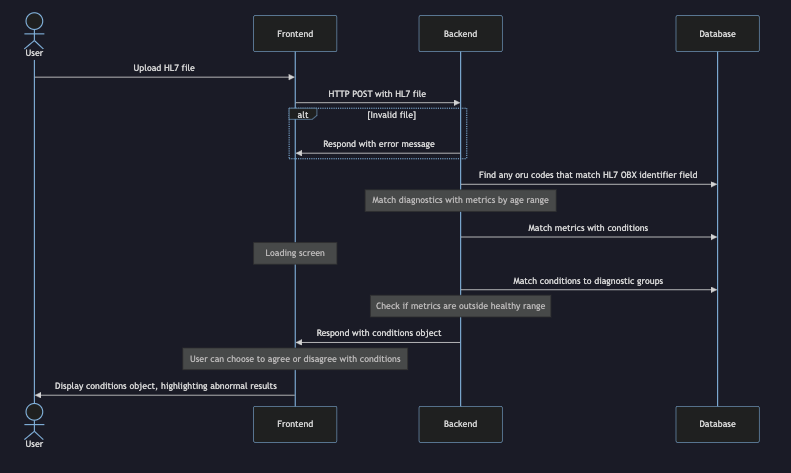 Frontend
Backend
Database
User
Upload HL7 file
HTTP POST with HL7 file
alt
[Invalid file]
Respond with error message
Find any oru codes that match HL7 OBX identifier field
Match diagnostics with metrics by age range
Match metrics with conditions
Loading screen
Match conditions to diagnostic groups
Check if metrics are outside healthy range
Respond with conditions object
User can choose to agree or disagree with conditions
Display conditions object, highlighting abnormal results
Frontend
Backend
Database
User